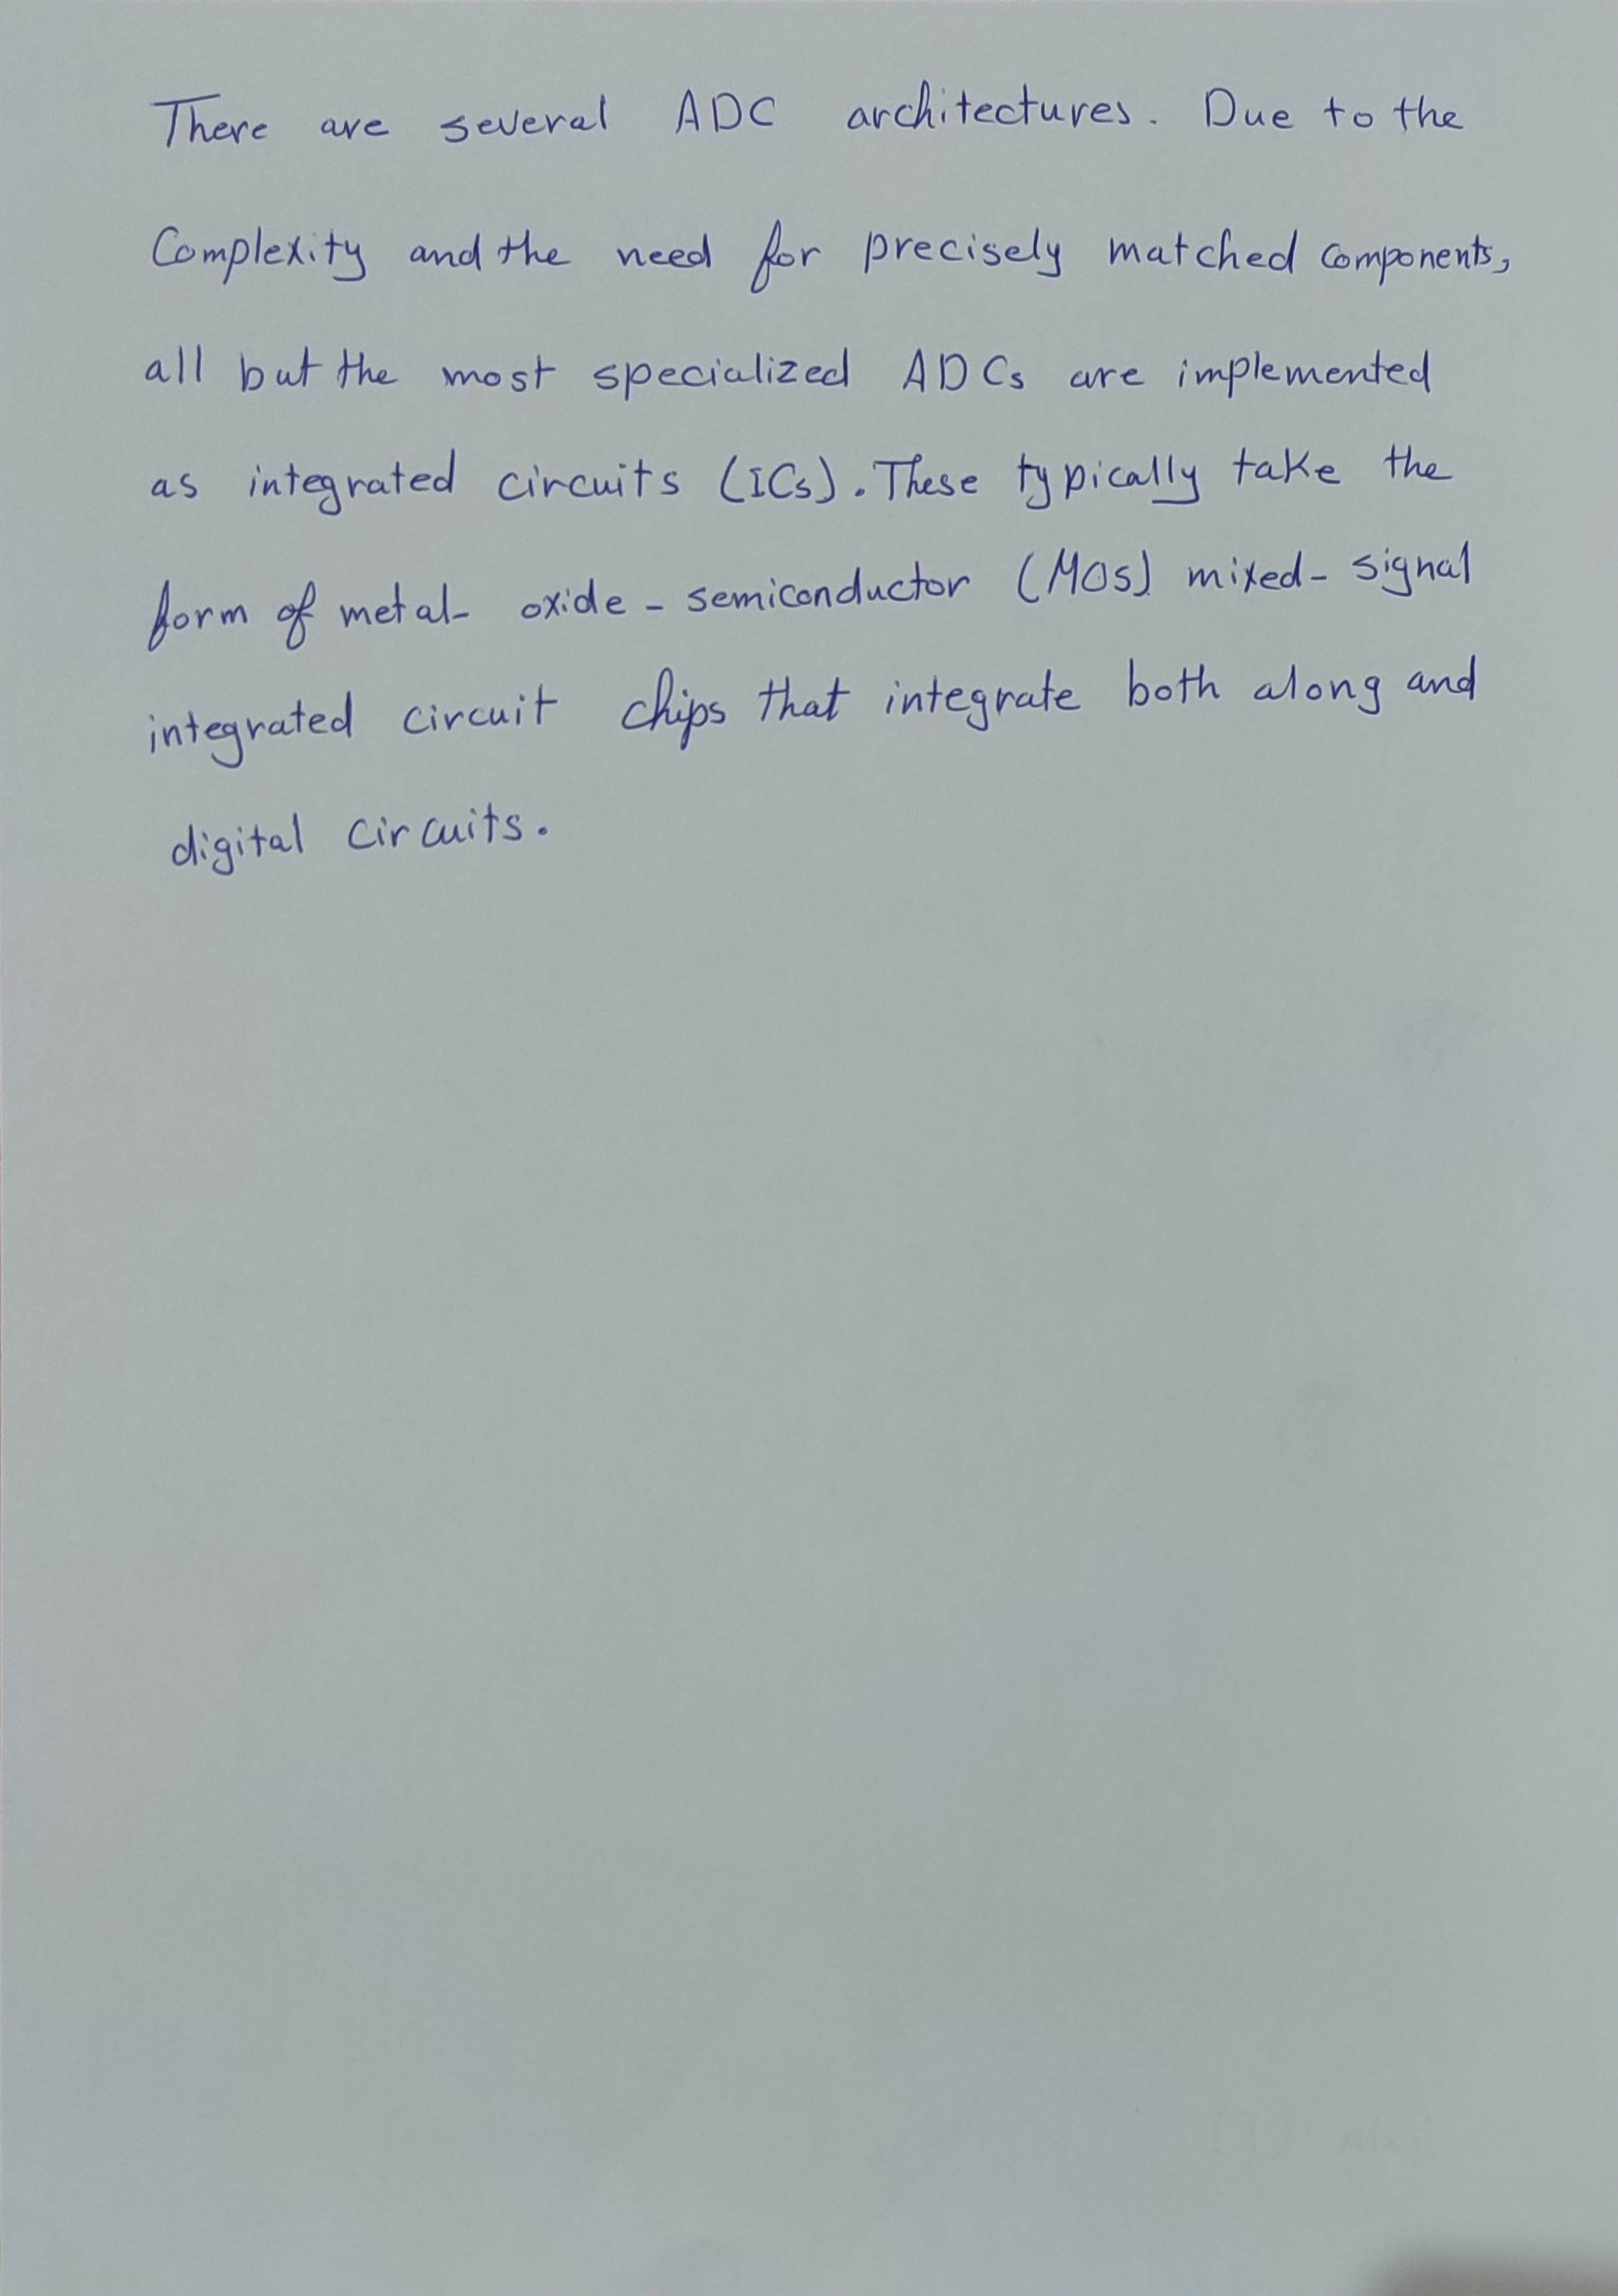 There are several ADC architectures. Due to the
Complexity and the need for precisely matched components,
all but the most specialized ADCs are implemented
as integrated circuits (ICs). These typically take the
form of metal- oxide - semiconductor (MOS) mixed- signal
integrated circuit chips that integrate both along and
digital circuits.